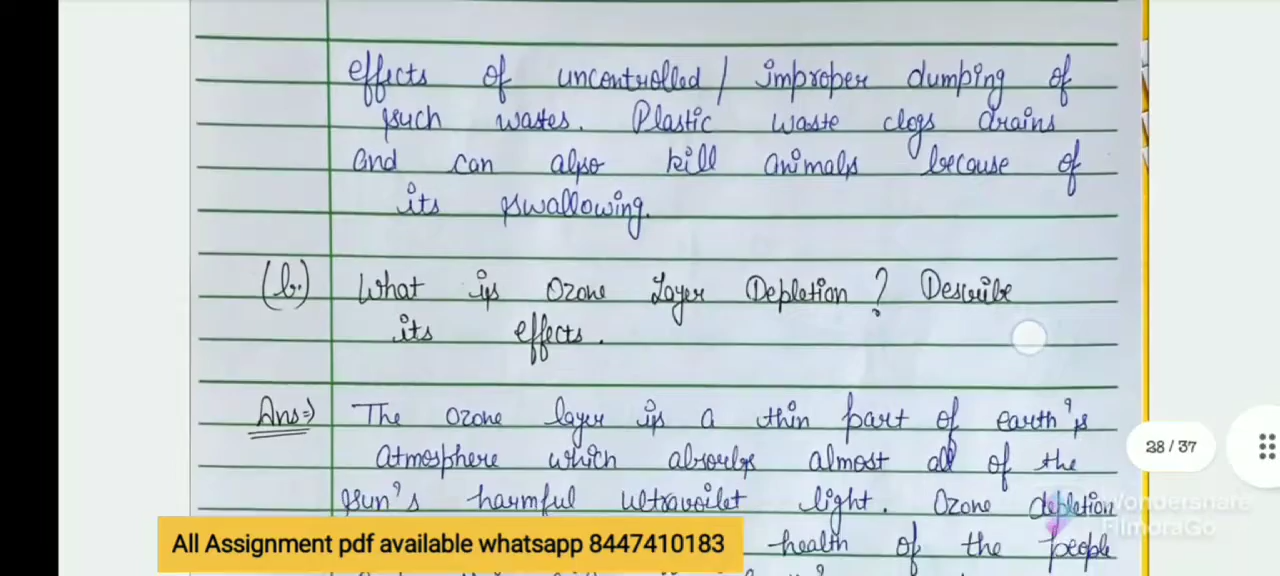 effects of uncontrolled / improper dumping of
such wastes. Plastic waste clogs drains
and can also kill animals because of
its swallowing.
(b.) What is Ozone Layer Depletion ? Describe
its effects.
Ans⇒ The ozone layer is a thin part of earth's
atmosphere which absorbs almost all of the
sun's harmful ultravoilet light. Ozone depletion
health of the people
28 / 37
Wondershare
FilmoraGo
All Assignment pdf available whatsapp 8447410183